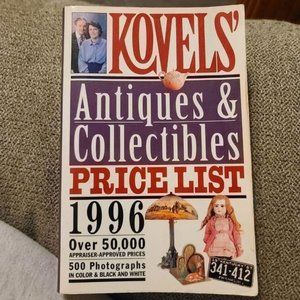 KOVELS'
Antiques &
Collectibles
PRICE LIST
1996
Over 50,000
APPRAISER-APPROVED PRICES
500 Photographs
IN COLOR & BLACK AND WHITE
341-412